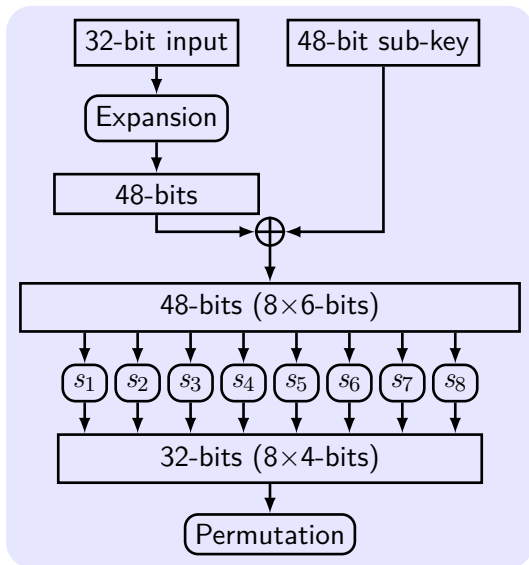 32-bit input
48-bit sub-key
Expansion
48-bits
48-bits (8×6-bits)
s₁ s₂ s₃ s₄ s₅ s₆ s₇ s₈
32-bits (8×4-bits)
Permutation